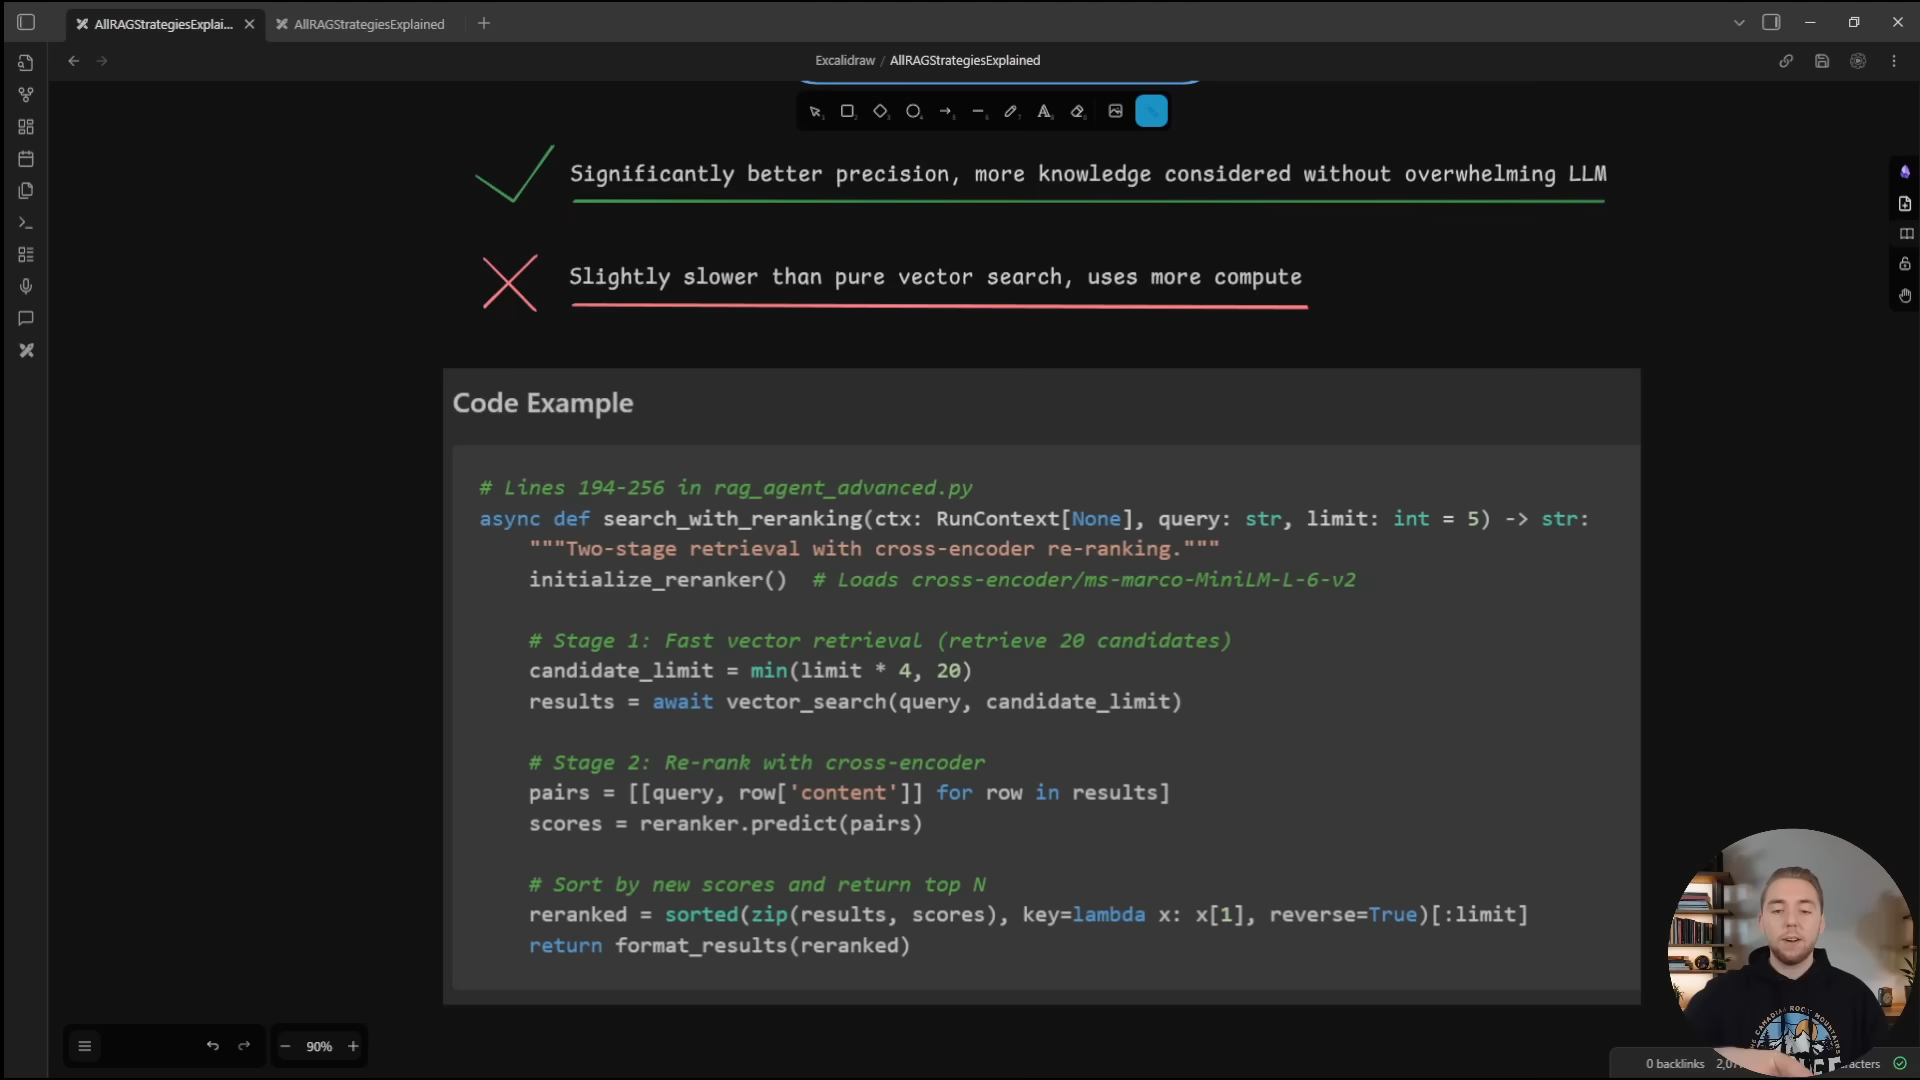 AllRAGStrategiesExplai...
AllRAGStrategiesExplained
Excalidraw / AllRAGStrategiesExplained
Significantly better precision, more knowledge considered without overwhelming LLM
Slightly slower than pure vector search, uses more compute
Code Example
# Lines 194-256 in rag_agent_advanced.py
async def search_with_reranking(ctx: RunContext[None], query: str, limit: int = 5) -> str:
"""Two-stage retrieval with cross-encoder re-ranking."""
initialize_reranker()  # Loads cross-encoder/ms-marco-MiniLM-L-6-v2
# Stage 1: Fast vector retrieval (retrieve 20 candidates)
candidate_limit = min(limit * 4, 20)
results = await vector_search(query, candidate_limit)
# Stage 2: Re-rank with cross-encoder
pairs = [[query, row['content']] for row in results]
scores = reranker.predict(pairs)
# Sort by new scores and return top N
reranked = sorted(zip(results, scores), key=lambda x: x[1], reverse=True)[:limit]
return format_results(reranked)
90%
0 backlinks